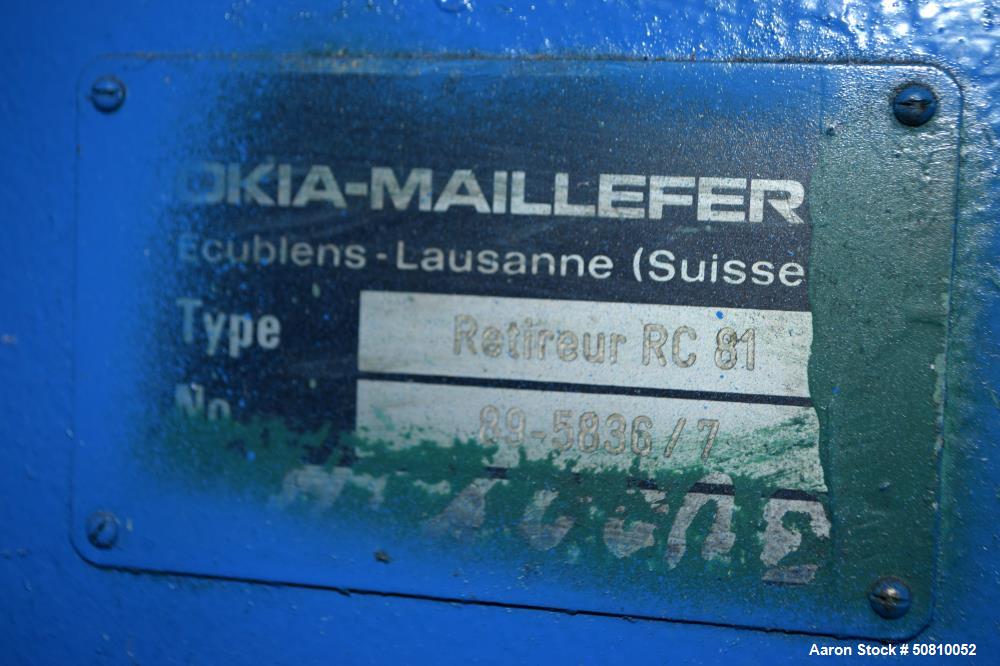 OKIA-MAILLEFER
Ecublens - Lausanne (Suisse
Type Retireur RC 81
No 89-5836/7
Aaron Stock # 50810052